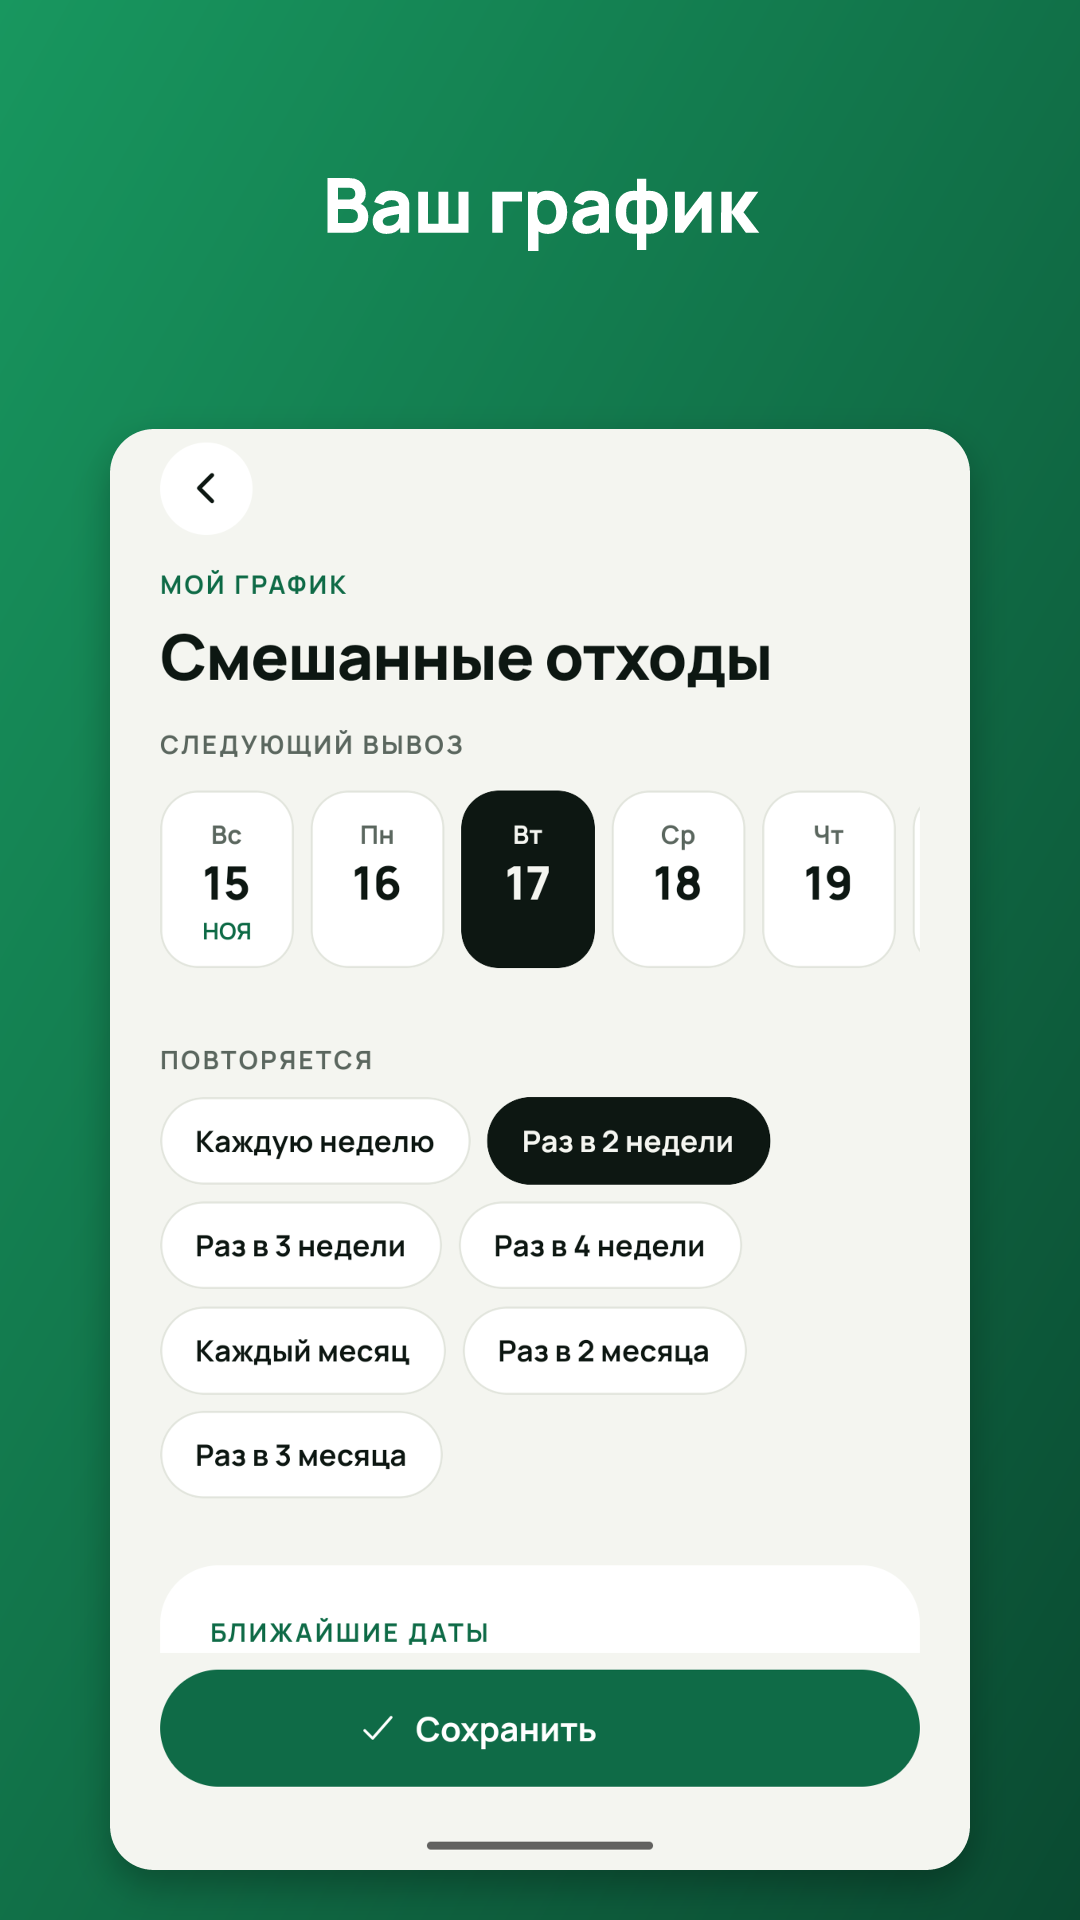 Ваш график
МОЙ ГРАФИК
Смешанные отходы
СЛЕДУЮЩИЙ ВЫВОЗ
Вс
15
НОЯ
Пн
16
Вт
17
Ср
18
Чт
19
ПОВТОРЯЕТСЯ
Каждую неделю
Раз в 2 недели
Раз в 3 недели
Раз в 4 недели
Каждый месяц
Раз в 2 месяца
Раз в 3 месяца
БЛИЖАЙШИЕ ДАТЫ
Сохранить